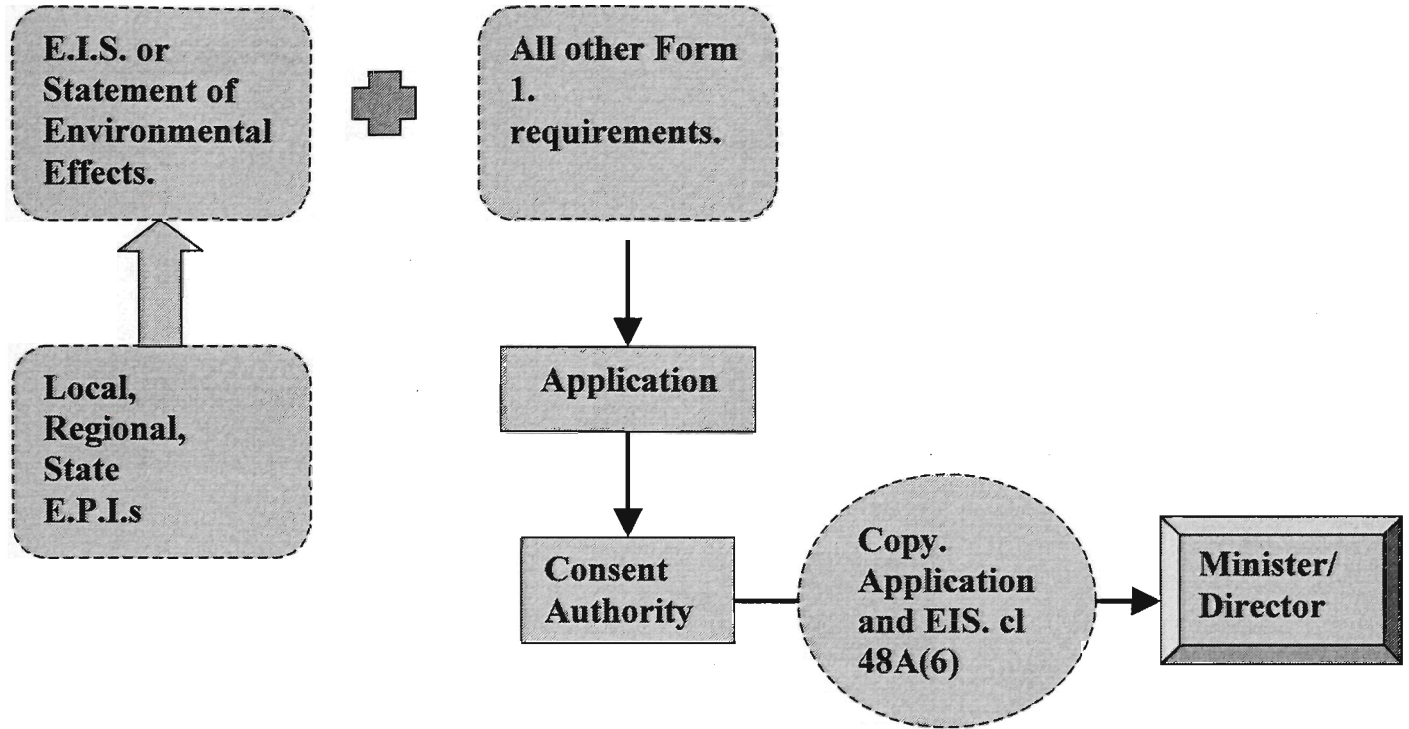 E.I.S. or
Statement of
Environmental
Effects.
All other Form
1.
requirements.
Local,
Regional,
State
E.P.I.s
Application
Consent
Authority
Copy.
Application
and EIS. cl
48A(6)
Minister/
Director